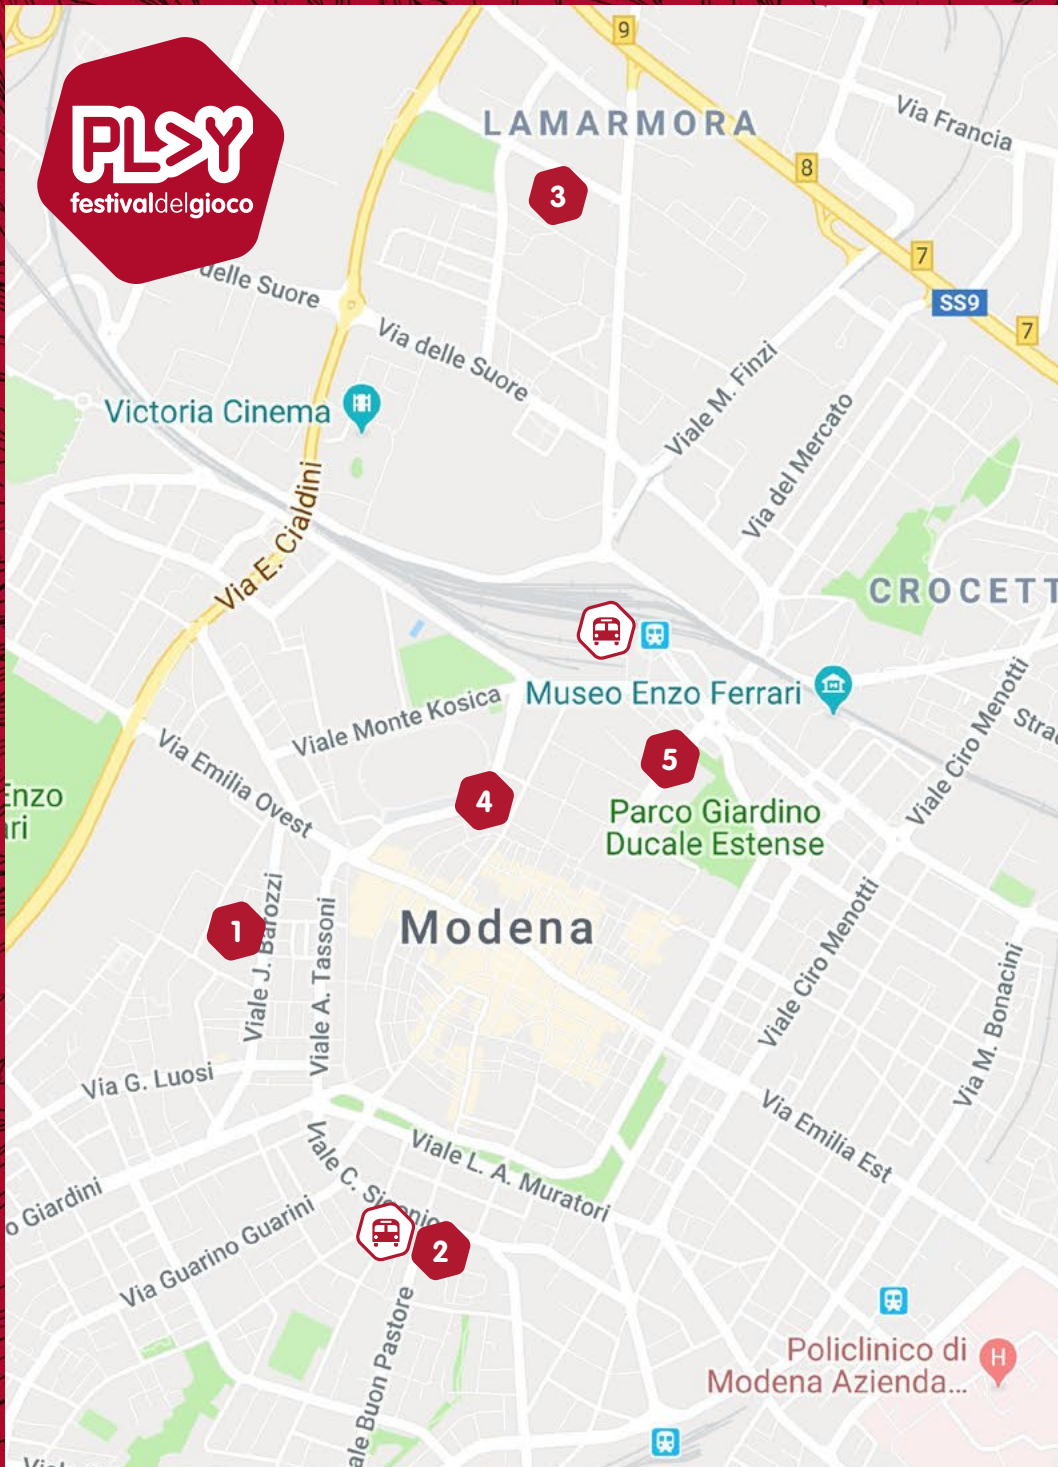 9
LAMARMORA
Via Francia
PL>Y
festivaldelgioco
8
3
7
delle Suore
SS9
7
Via delle Suore
Viale M. Finzi
Victoria Cinema
Via del Mercato
Via E. Cialdini
CROCETT
Museo Enzo Ferrari
Viale Monte Kosica
Viale Ciro Menotti
Strac
Via Emilia Ovest
5
4
Enzo
ri
Parco Giardino
Ducale Estense
Viale J. Barozzi
Viale A. Tassoni
1
Modena
Viale Ciro Menotti
Via M. Bonacini
Via G. Luosi
Via Emilia Est
Viale L. A. Muratori
Viale C. Sigonio
o Giardini
Via Guarino Guarini
2
ale Buon Pastore
Policlinico di
Modena Azienda...
H